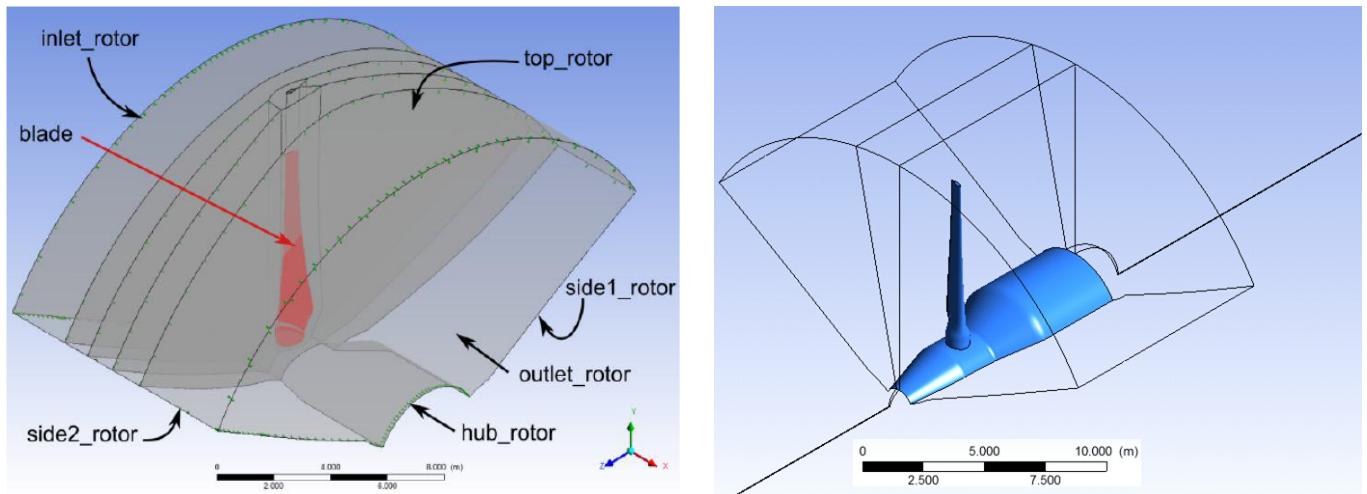 inlet_rotor
top_rotor
blade
side1_rotor
outlet_rotor
side2_rotor
hub_rotor
Y
Z
X
0 4.000 8.000 (m)
2.000 6.000
0 5.000 10.000 (m)
2.500 7.500